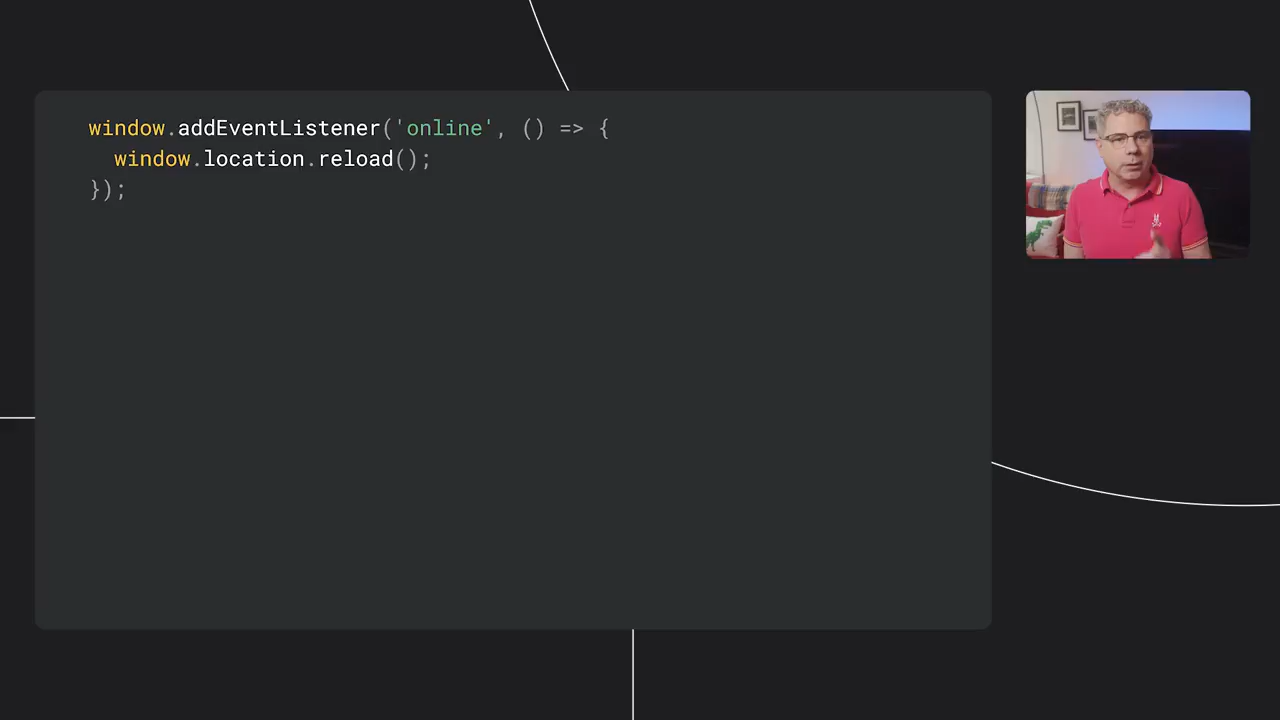 window.addEventListener('online', () => {
  window.location.reload();
});